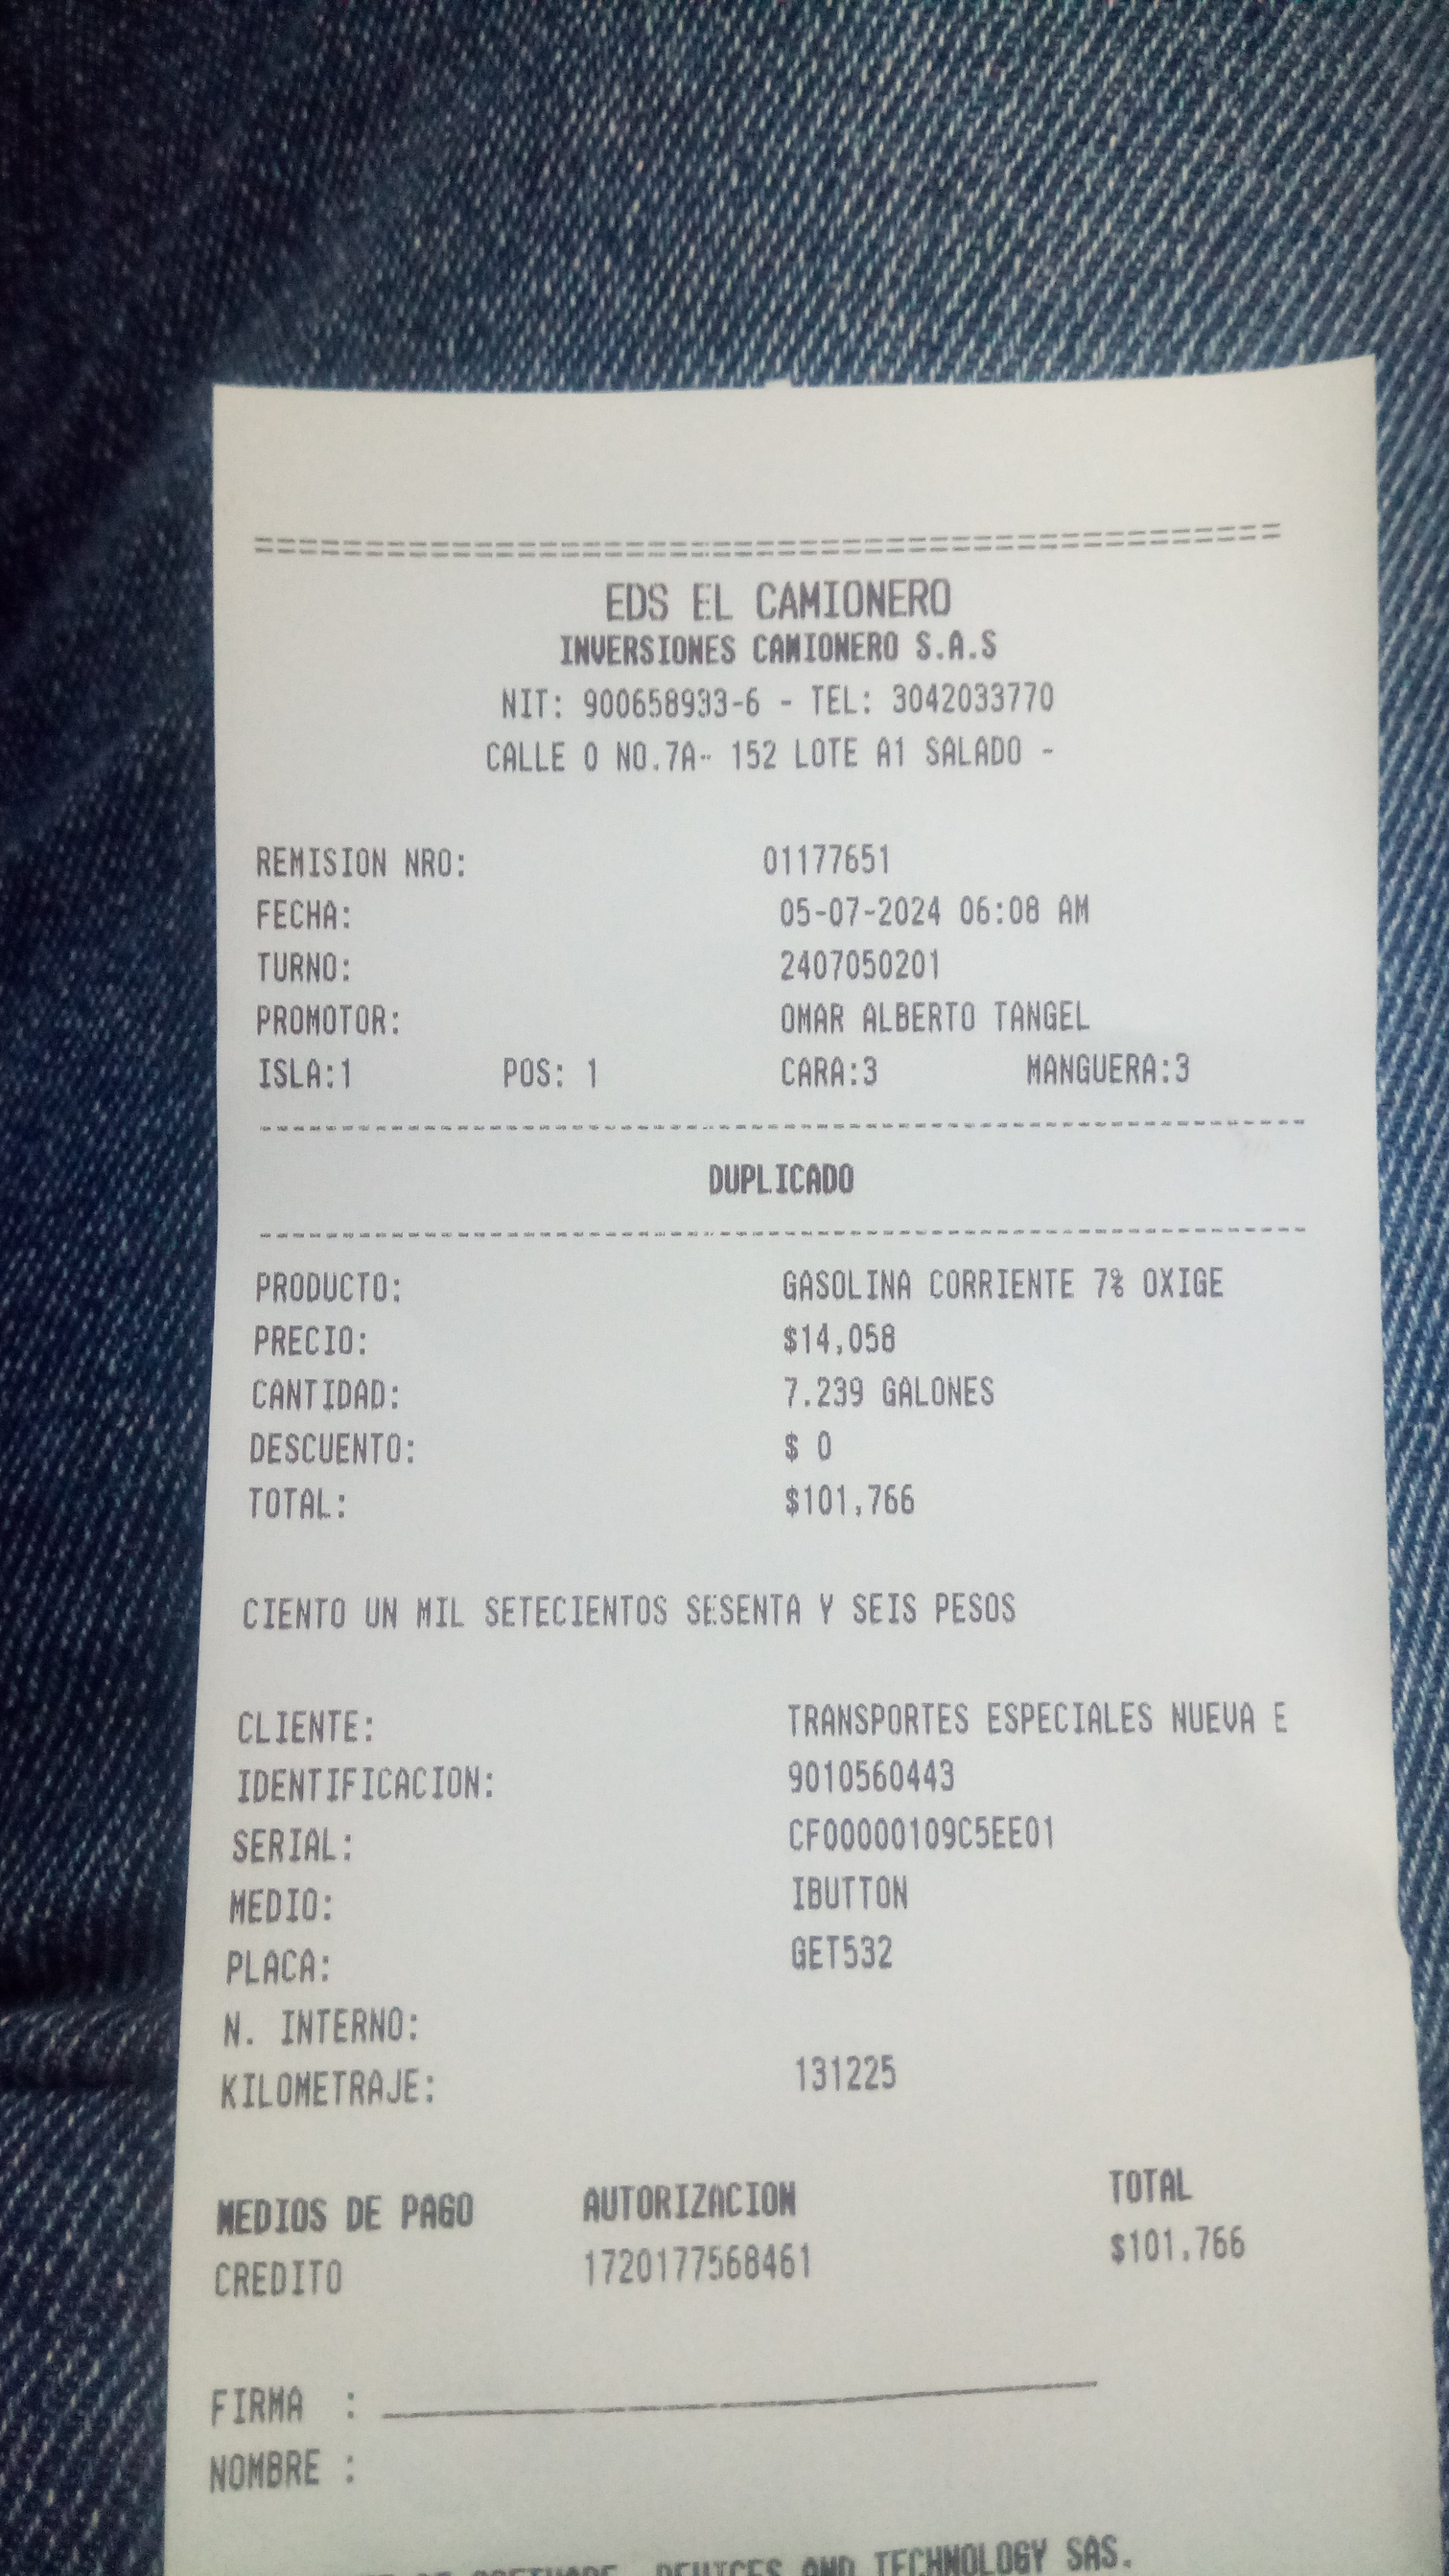 ================================================
EDS EL CAMIONERO
INVERSIONES CAMIONERO S.A.S
NIT: 900658933-6 - TEL: 3042033770
CALLE 0 NO.7A- 152 LOTE A1 SALADO -
REMISION NRO: 01177651
FECHA: 05-07-2024 06:08 AM
TURNO: 2407050201
PROMOTOR: OMAR ALBERTO TANGEL
ISLA:1 POS: 1 CARA:3 MANGUERA:3
DUPLICADO
PRODUCTO: GASOLINA CORRIENTE 7% OXIGE
PRECIO: $14,058
CANTIDAD: 7.239 GALONES
DESCUENTO: $ 0
TOTAL: $101,766
CIENTO UN MIL SETECIENTOS SESENTA Y SEIS PESOS
CLIENTE: TRANSPORTES ESPECIALES NUEVA E
IDENTIFICACION: 9010560443
SERIAL: CF00000109C5EE01
MEDIO: IBUTTON
PLACA: GET532
N. INTERNO:
KILOMETRAJE: 131225
MEDIOS DE PAGO AUTORIZACION TOTAL
CREDITO 1720177568461 $101,766
FIRMA :
NOMBRE :
SOFTWARE, DEVICES AND TECHNOLOGY SAS.